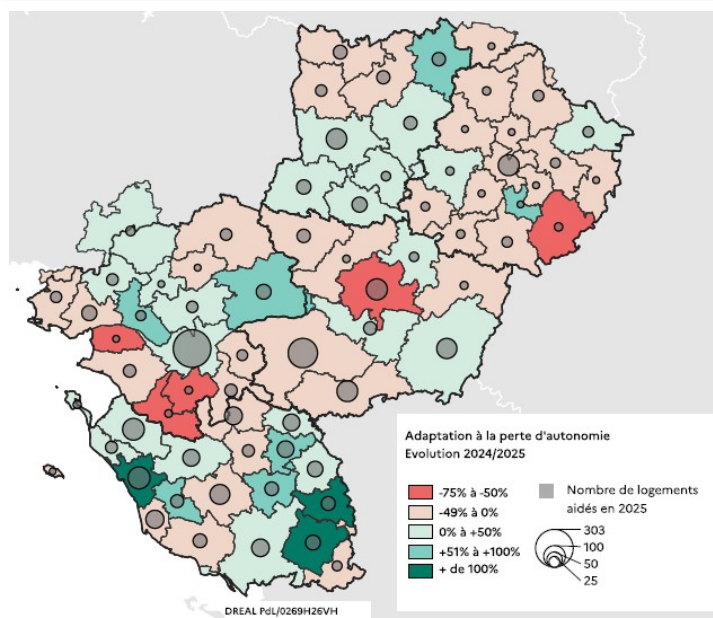 Adaptation à la perte d'autonomie
Evolution 2024/2025
-75% à -50%
-49% à 0%
0% à +50%
+51% à +100%
+ de 100%
Nombre de logements
aidés en 2025
303
100
50
25
DREAL PdL/0269H26VH